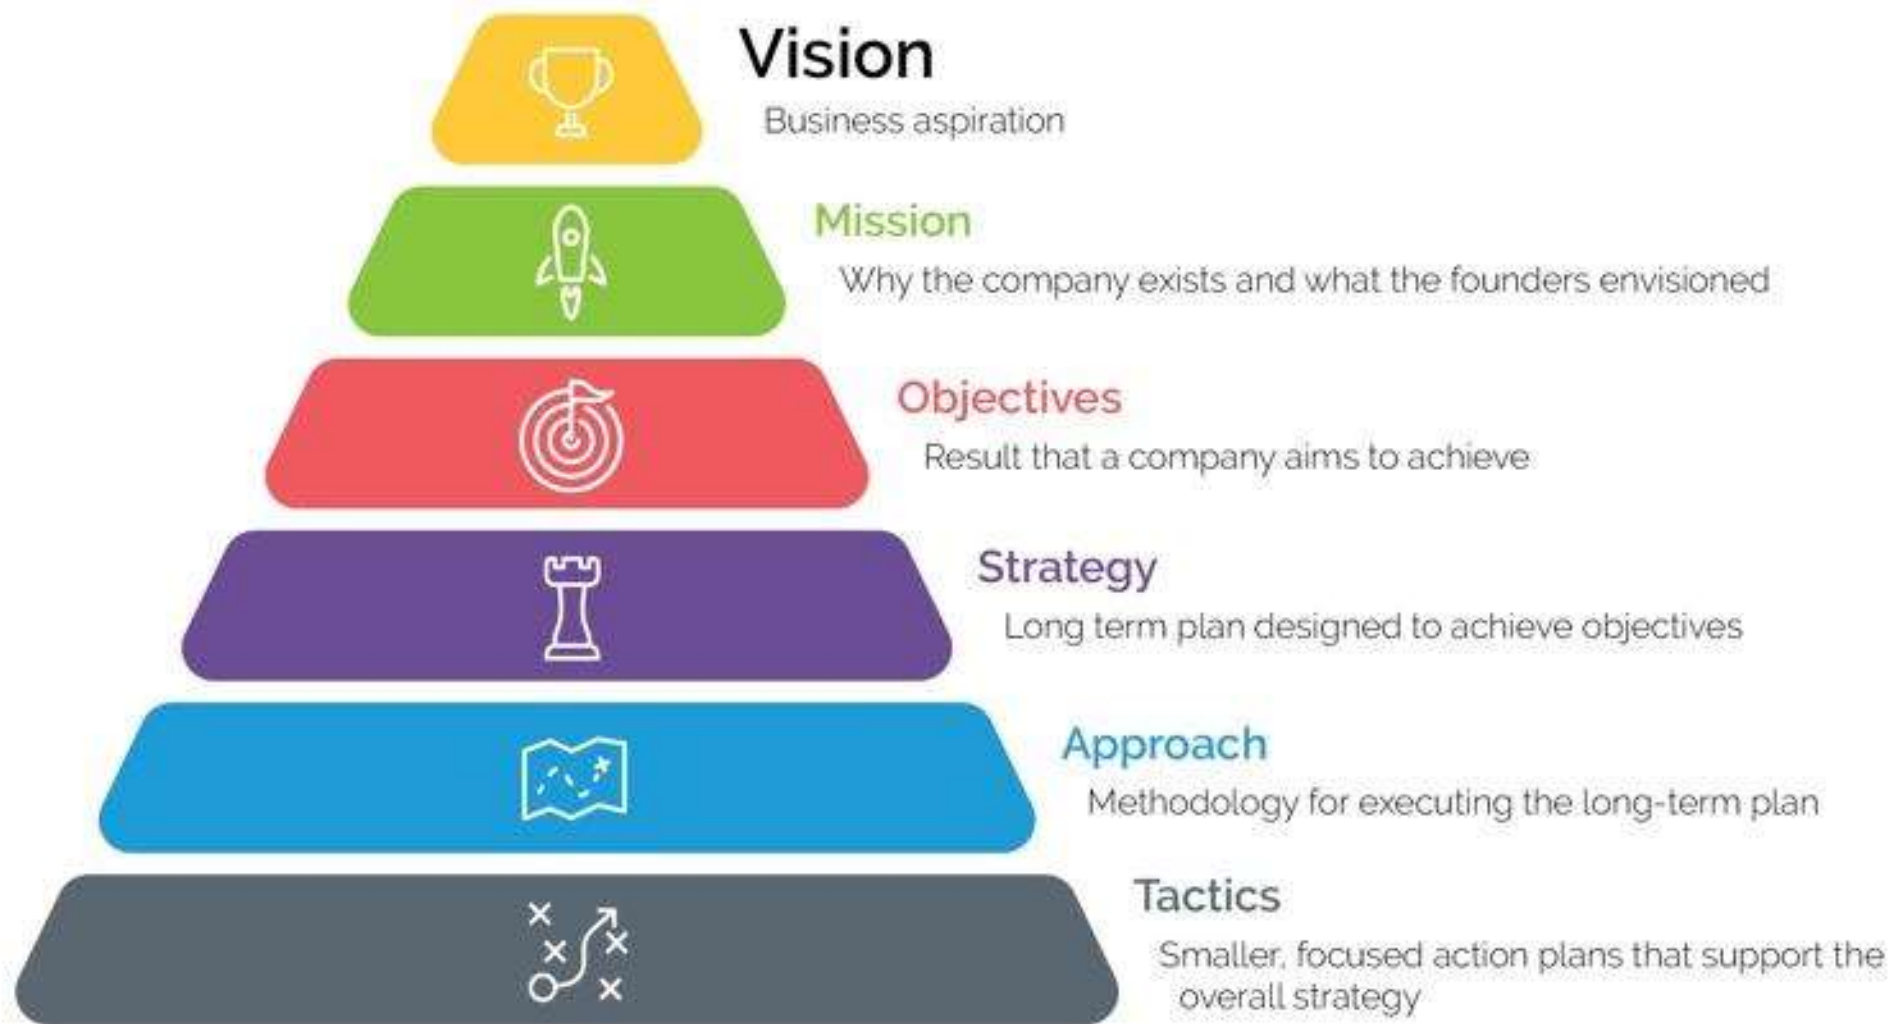 Vision
Business aspiration
Mission
Why the company exists and what the founders envisioned
Objectives
Result that a company aims to achieve
Strategy
Long term plan designed to achieve objectives
Approach
Methodology for executing the long-term plan
Tactics
Smaller, focused action plans that support the
overall strategy